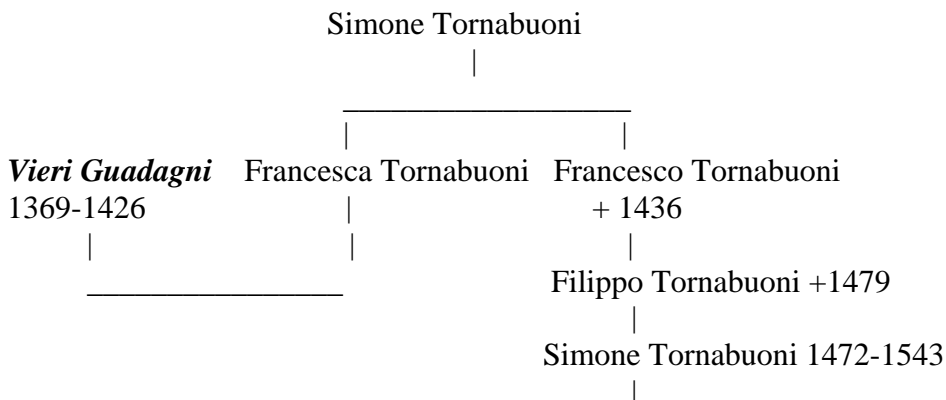 Simone Tornabuoni
Vieri Guadagni Francesca Tornabuoni Francesco Tornabuoni
1369-1426 + 1436
Filippo Tornabuoni +1479
Simone Tornabuoni 1472-1543